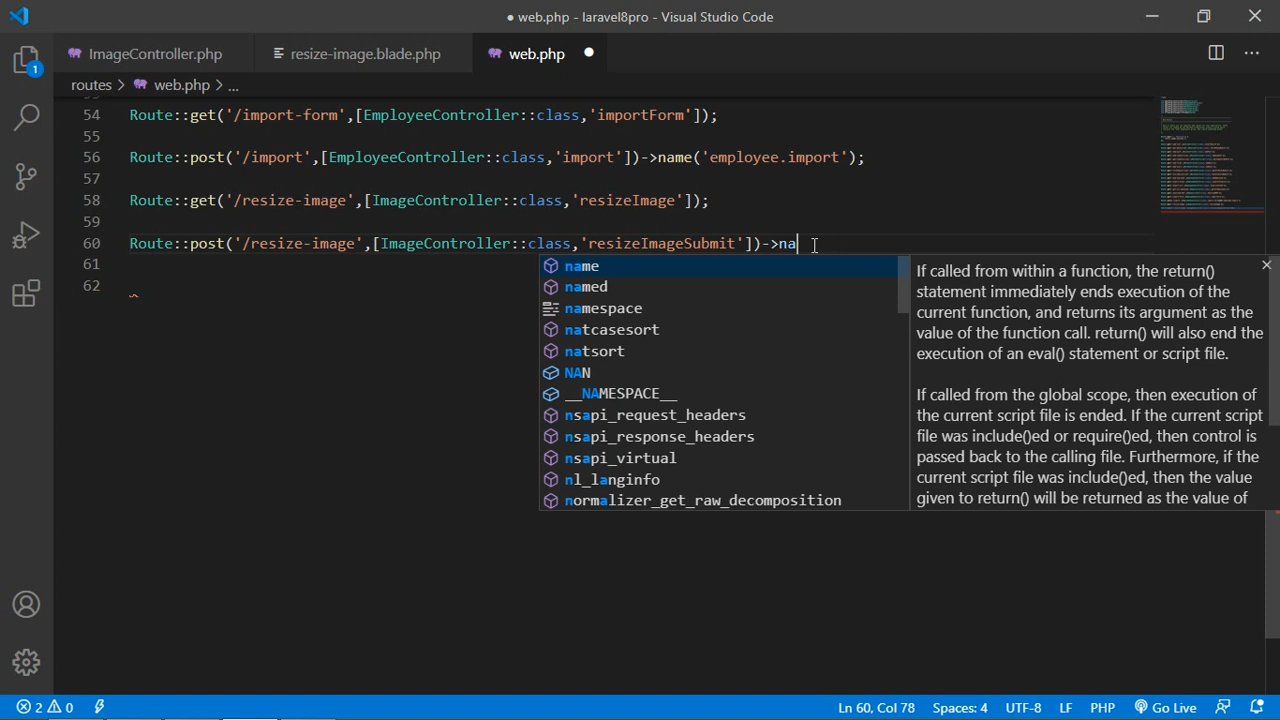 ● web.php - laravel8pro - Visual Studio Code
ImageController.php
resize-image.blade.php
web.php
1
routes > web.php > ...
53
54 Route::get('/import-form',[EmployeeController::class,'importForm']);
55
56 Route::post('/import',[EmployeeController::class,'import'])->name('employee.import');
57
58 Route::get('/resize-image',[ImageController::class,'resizeImage']);
59
60 Route::post('/resize-image',[ImageController::class,'resizeImageSubmit'])->na
61
62
name
named
namespace
natcasesort
natsort
NAN
__NAMESPACE__
nsapi_request_headers
nsapi_response_headers
nsapi_virtual
nl_langinfo
normalizer_get_raw_decomposition
If called from within a function, the return()
statement immediately ends execution of the
current function, and returns its argument as the
value of the function call. return() will also end the
execution of an eval() statement or script file.
If called from the global scope, then execution of
the current script file is ended. If the current script
file was include()ed or require()ed, then control is
passed back to the calling file. Furthermore, if the
current script file was include()ed, then the value
given to return() will be returned as the value of
2 0
Ln 60, Col 78
Spaces: 4
UTF-8
LF
PHP
Go Live